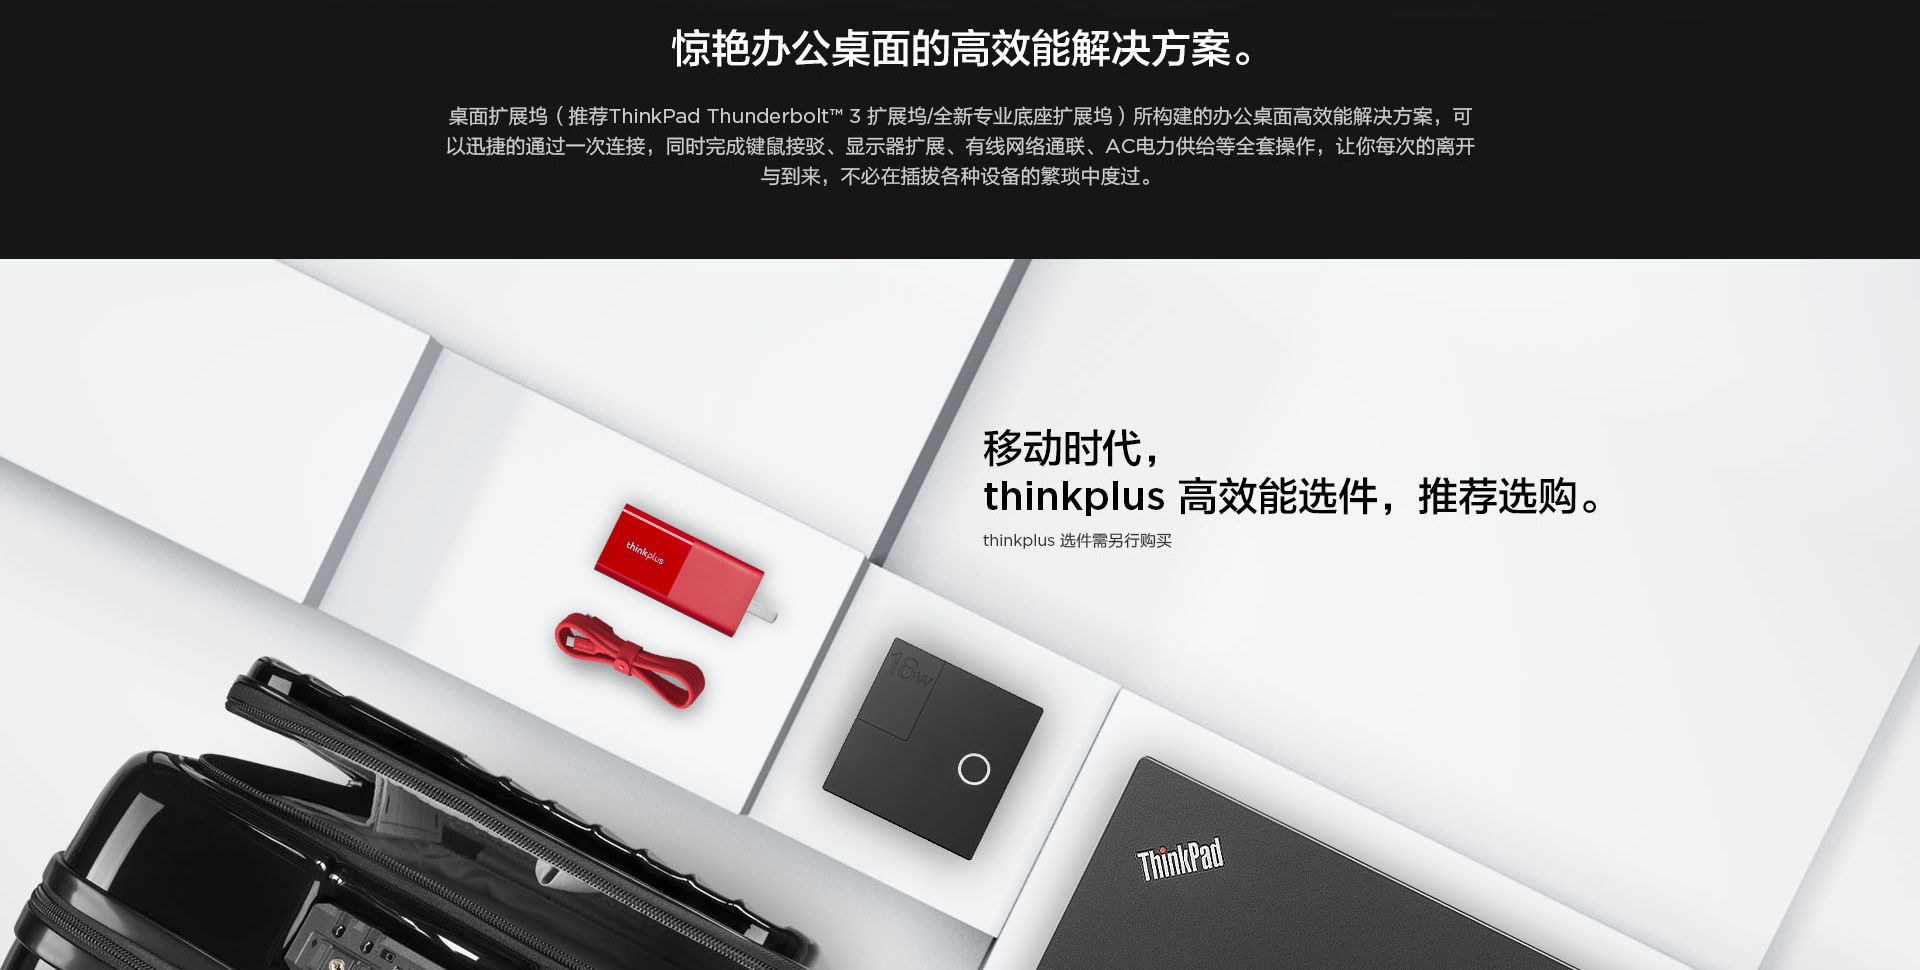 惊艳办公桌面的高效能解决方案。
桌面扩展坞（推荐ThinkPad Thunderbolt™ 3 扩展坞/全新专业底座扩展坞）所构建的办公桌面高效能解决方案，可
以迅捷的通过一次连接，同时完成键鼠接驳、显示器扩展、有线网络通联、AC电力供给等全套操作，让你每次的离开
与到来，不必在插拔各种设备的繁琐中度过。
移动时代，
thinkplus 高效能选件，推荐选购。
thinkplus 选件需另行购买
thinkplus
18w
ThinkPad